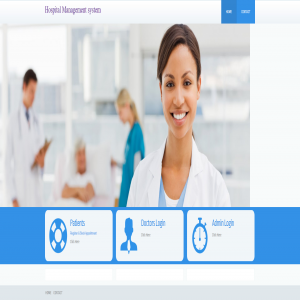 Hospital Management system
HOME
CONTACT
Patients
Register & Book Appointment
Click Here
Doctors Login
Click Here
Admin Login
Click Here
HOME
CONTACT